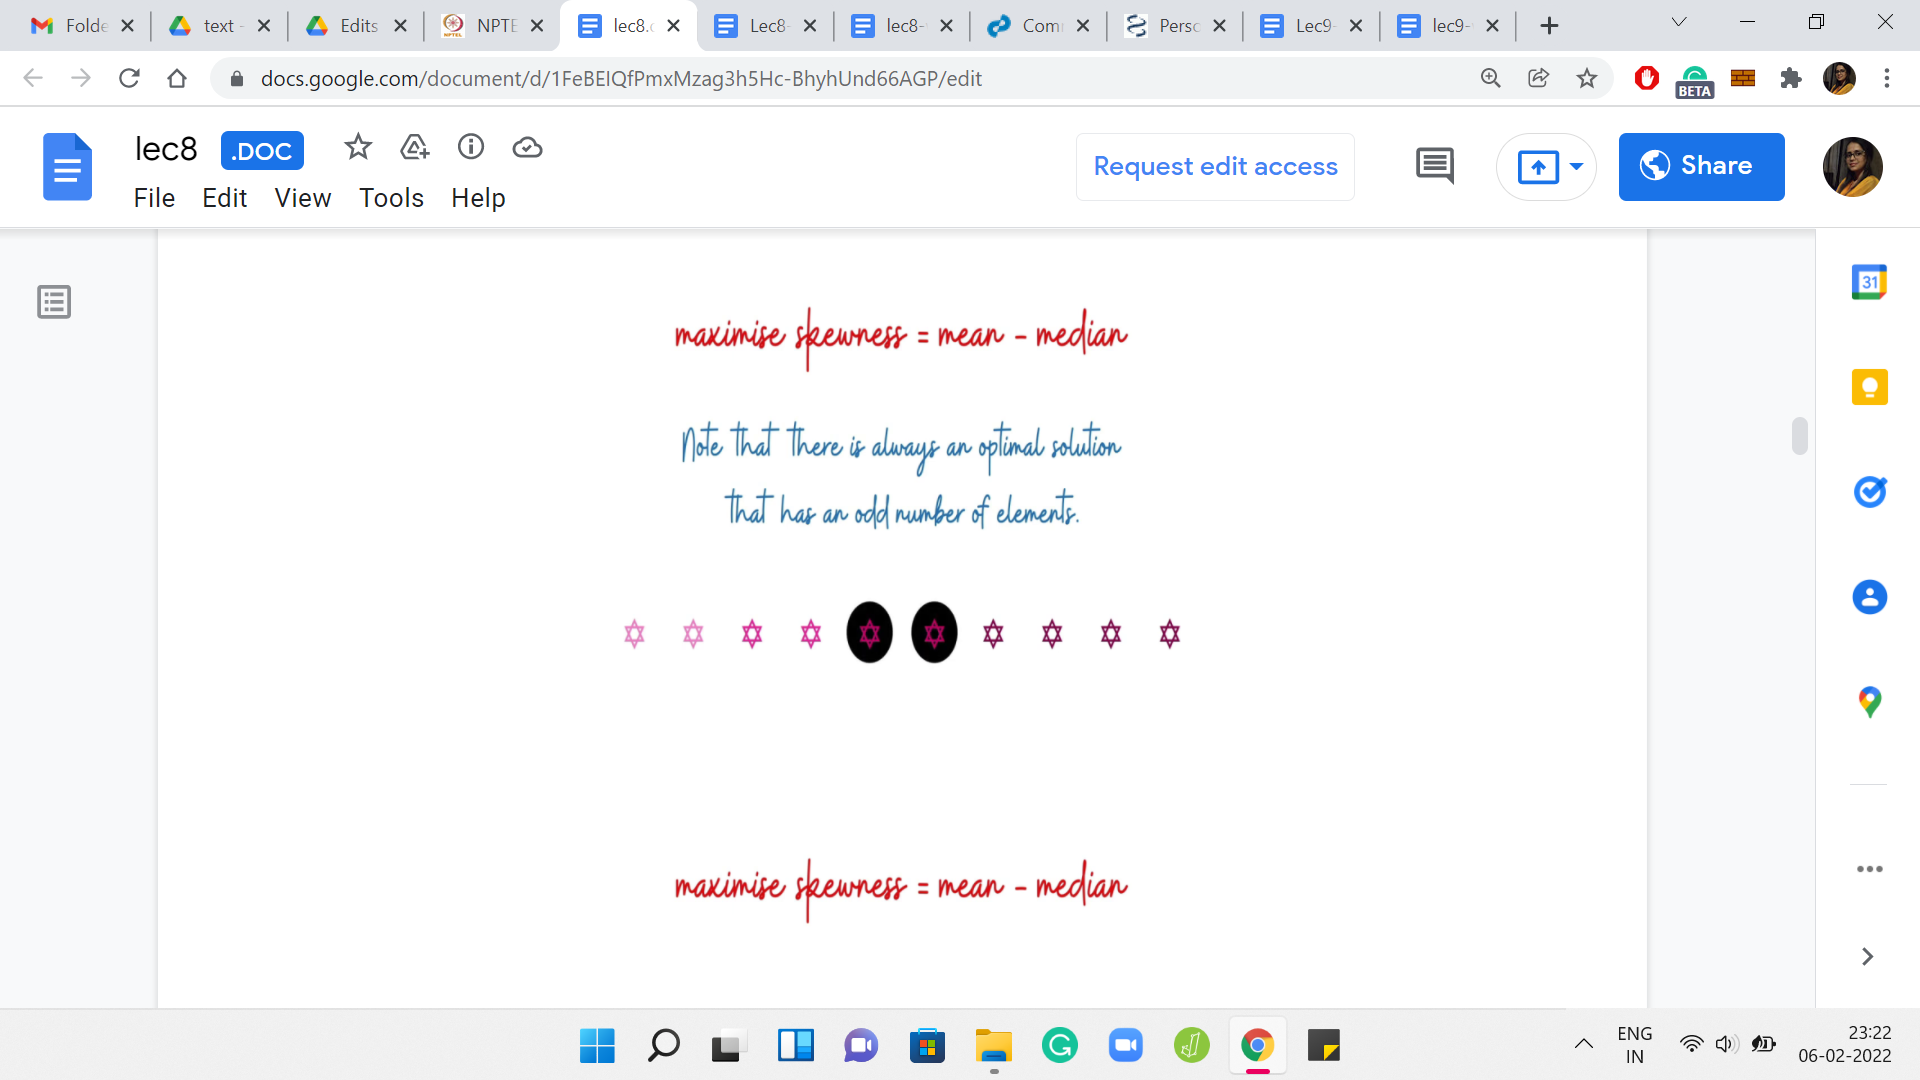 Folde
text -
Edits
NPTE
lec8.c
Lec8-
lec8-
Com
Perso
Lec9-
lec9-
docs.google.com/document/d/1FeBEIQfPmxMzag3h5Hc-BhyhUnd66AGP/edit
BETA
lec8 .DOC
File Edit View Tools Help
Request edit access
Share
31
maximise skewness = mean - median
Note that there is always an optimal solution
that has an odd number of elements.
maximise skewness = mean - median
ENG
IN
23:22
06-02-2022